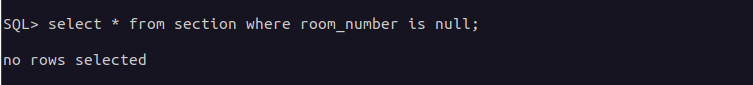 SQL> select * from section where room_number is null;
no rows selected